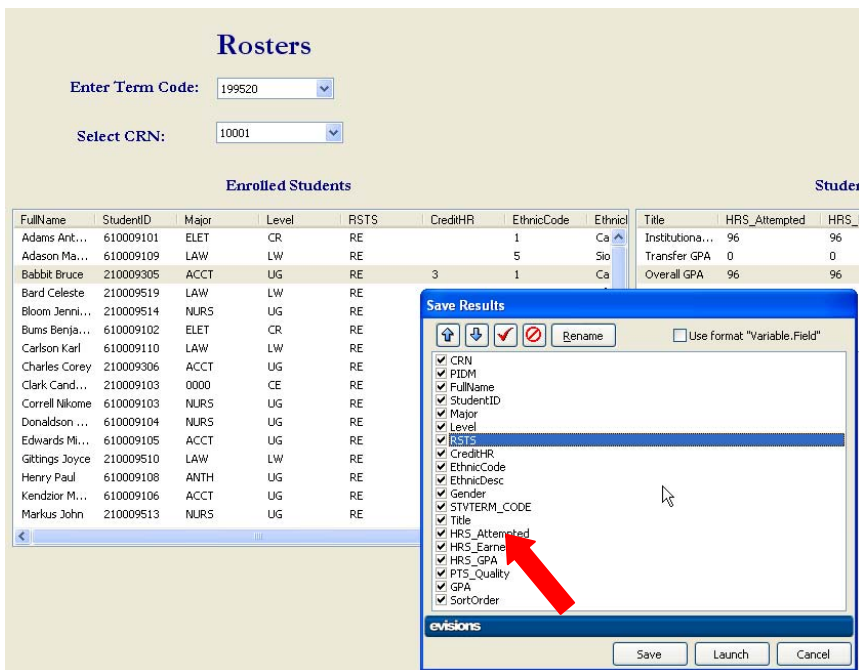 Rosters
Enter Term Code: 199520
Select CRN: 10001
Enrolled Students
FullName StudentID Major Level RSTS CreditHR EthnicCode
Adams Ant... 610009101 ELET CR RE 1 Ca
Adason Ma... 610009109 LAW LW RE 5 Sio
Babbit Bruce 210009305 ACCT UG RE 3 1 Ca
Bard Celeste 210009519 LAW LW RE
Bloom Jenni... 210009514 NURS UG RE
Bums Benja... 610009102 ELET CR RE
Carlson Karl 610009110 LAW LW RE
Charles Corey 210009306 ACCT UG RE
Clark Cand... 210009103 0000 CE RE
Correll Nikome 610009103 NURS UG RE
Donaldson ... 610009104 NURS UG RE
Edwards Mi... 610009105 ACCT UG RE
Gittings Joyce 210009510 LAW LW RE
Henry Paul 610009108 ANTH UG RE
Kendzior M... 610009106 ACCT UG RE
Markus John 210009513 NURS UG RE
Studer
Title HRS_Attempted HRS_
Instituciona... 96 96
Transfer GPA 0 0
Overall GPA 96 96
Save Results
Rename Use format "Variable.Field"
CRN
PIDM
FullName
StudentID
Major
Level
RSTS
CreditHR
EthnicCode
EthnicDesc
Gender
STVTERM_CODE
Title
HRS_Attempted
HRS_Earne
HRS_GPA
PTS_Quality
GPA
SortOrder
evisions
Save Launch Cancel